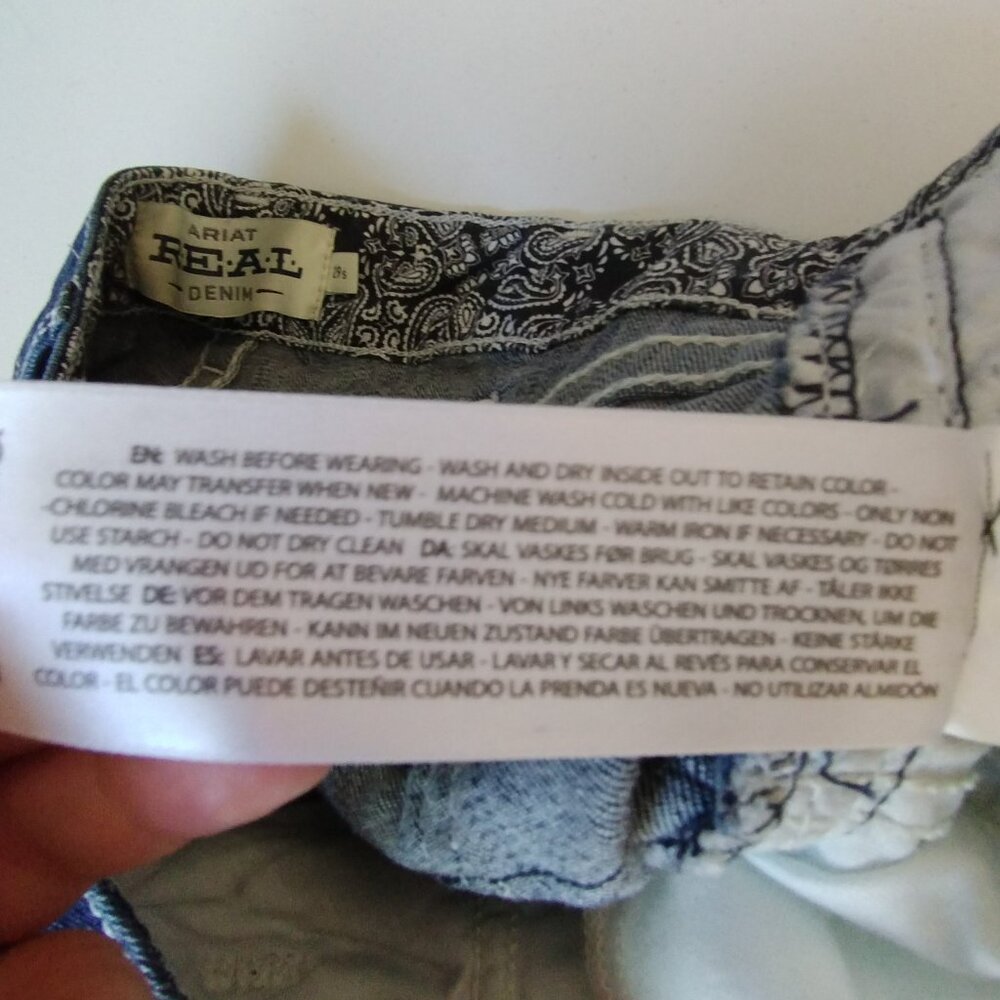 ARIAT
R·E·A·L
DENIM
29s
EN: WASH BEFORE WEARING - WASH AND DRY INSIDE OUT TO RETAIN COLOR -
COLOR MAY TRANSFER WHEN NEW - MACHINE WASH COLD WITH LIKE COLORS - ONLY NON
-CHLORINE BLEACH IF NEEDED - TUMBLE DRY MEDIUM - WARM IRON IF NECESSARY - DO NOT
USE STARCH - DO NOT DRY CLEAN DA: SKAL VASKES FØR BRUG - SKAL VASKES OG TØRRES
MED VRANGEN UD FOR AT BEVARE FARVEN - NYE FARVER KAN SMITTE AF - TÅLER IKKE
STIVELSE DE: VOR DEM TRAGEN WASCHEN - VON LINKS WASCHEN UND TROCKNEN, UM DIE
FARBE ZU BEWAHREN - KANN IM NEUEN ZUSTAND FARBE ÜBERTRAGEN - KEINE STÄRKE
VERWENDEN ES: LAVAR ANTES DE USAR - LAVAR Y SECAR AL REVÉS PARA CONSERVAR EL
COLOR - EL COLOR PUEDE DESTEÑIR CUANDO LA PRENDA ES NUEVA - NO UTILIZAR ALMIDÓN